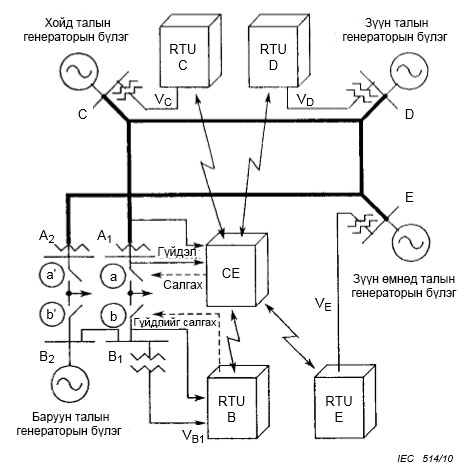 Хойд талын
генераторын бүлэг
Зүүн талын
генераторын бүлэг
RTU
C
RTU
D
C
VC
VD
D
E
A2
A1
Гүйдэл
CE
Зүүн өмнөд талын
генераторын бүлэг
a'
a
Салгах
b'
b
Гүйдлийг салгах
VE
B2
B1
RTU
B
RTU
E
Баруун талын
генераторын бүлэг
VB1
IEC 514/10